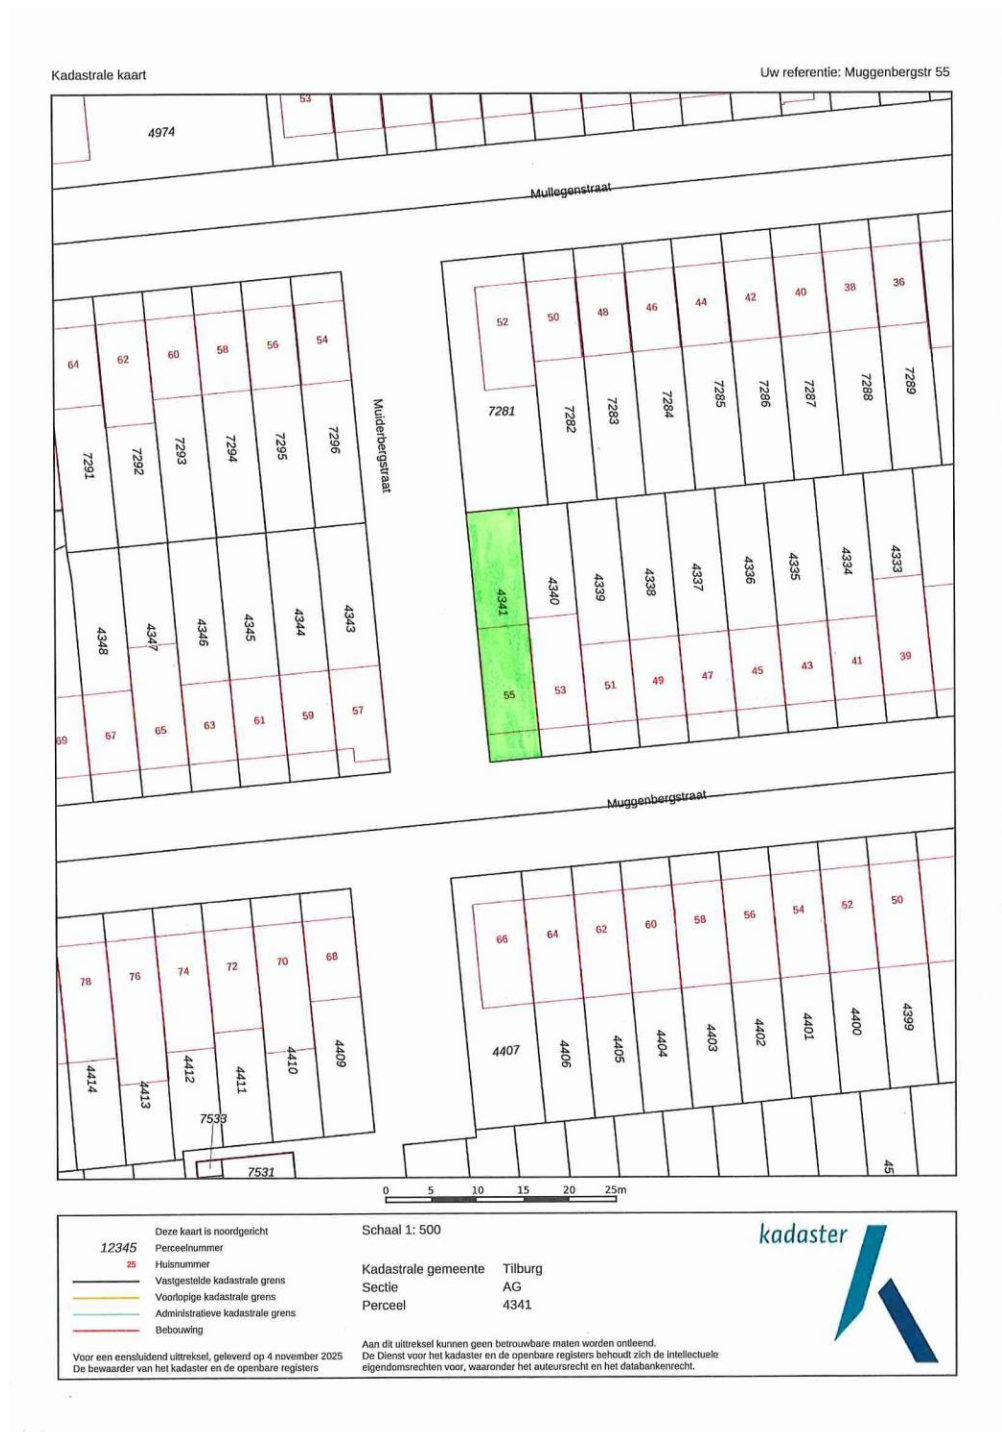 Kadastrale kaart
Uw referentie: Muggenbergstr 55
53
4974
Mullegenstraat
52 50 48 46 44 42 40 38 36
64 62 60 58 56 54
7281 7282 7283 7284 7285 7286 7287 7288 7289
Muiderbergstraat
7291 7292 7293 7294 7295 7296
4341 4340 4339 4338 4337 4336 4335 4334 4333
4348 4347 4346 4345 4344 4343
55 53 51 49 47 45 43 41 39
69 67 65 63 61 59 57
Muggenbergstraat
66 64 62 60 58 56 54 52 50
78 76 74 72 70 68
4407 4406 4405 4404 4403 4402 4401 4400 4399
4414 4413 4412 4411 4410 4409
7533
7531
45
0 5 10 15 20 25m
Deze kaart is noordgericht
12345 Perceelnummer
25 Huisnummer
Vastgestelde kadastrale grens
Voorlopige kadastrale grens
Administratieve kadastrale grens
Bebouwing
Voor een eensluidend uittreksel, geleverd op 4 november 2025
De bewaarder van het kadaster en de openbare registers
Schaal 1: 500
Kadastrale gemeente Tilburg
Sectie AG
Perceel 4341
Aan dit uittreksel kunnen geen betrouwbare maten worden ontleend.
De Dienst voor het kadaster en de openbare registers behoudt zich de intellectuele
eigendomsrechten voor, waaronder het auteursrecht en het databankenrecht.
kadaster